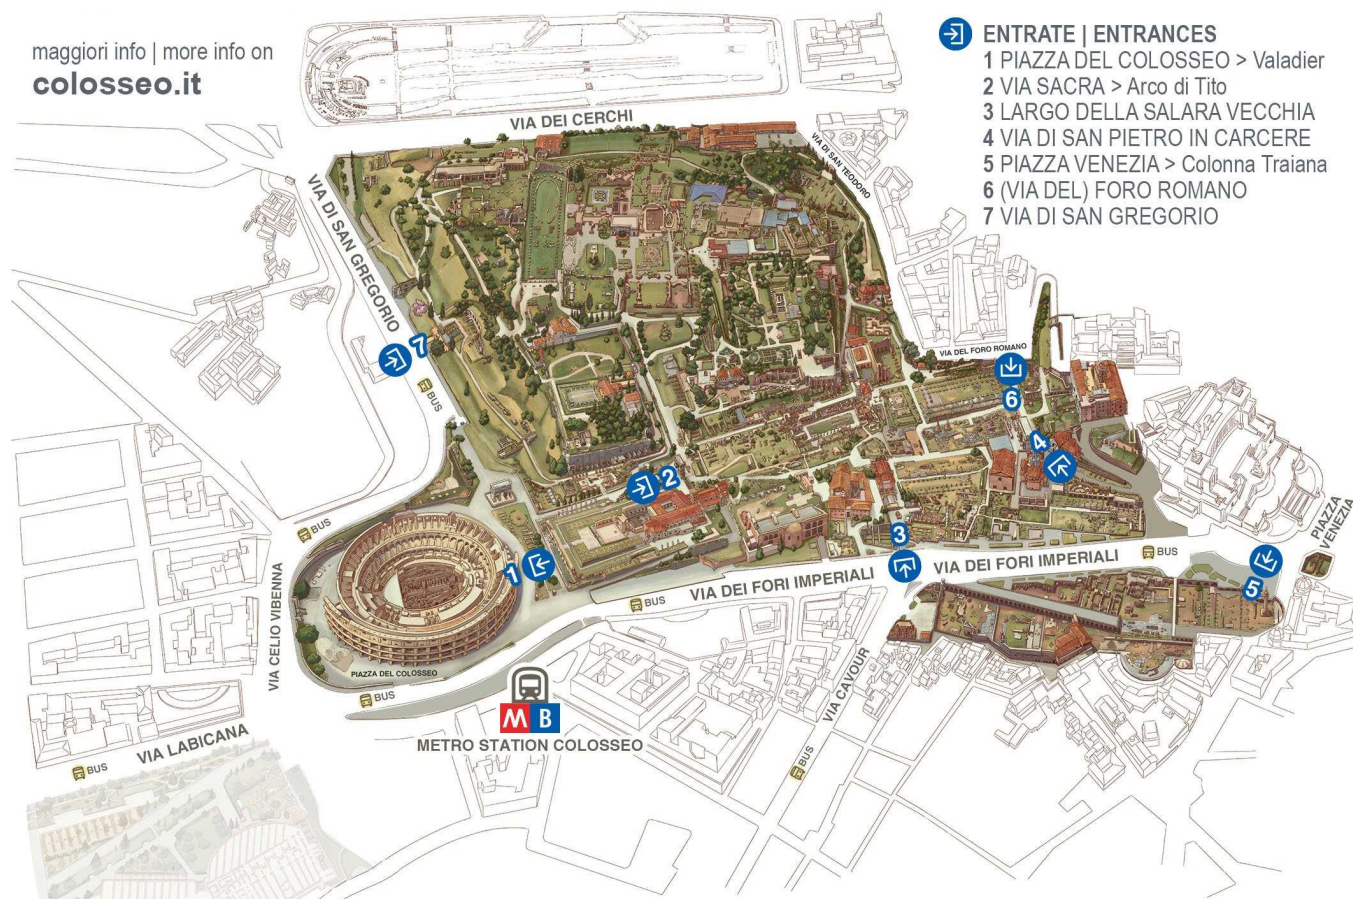 maggiori info | more info on
colosseo.it
ENTRATE | ENTRANCES
1 PIAZZA DEL COLOSSEO > Valadier
2 VIA SACRA > Arco di Tito
3 LARGO DELLA SALARA VECCHIA
4 VIA DI SAN PIETRO IN CARCERE
5 PIAZZA VENEZIA > Colonna Traiana
6 (VIA DEL) FORO ROMANO
7 VIA DI SAN GREGORIO
VIA DEI CERCHI
VIA DI SAN TEODORO
VIA DI SAN GREGORIO
7
BUS
VIA DEL FORO ROMANO
6
4
2
3
1
5
PIAZZA
VENEZIA
BUS
VIA DEI FORI IMPERIALI
BUS
VIA DEI FORI IMPERIALI
BUS
VIA CELIO VIBENNA
PIAZZA DEL COLOSSEO
BUS
M B
METRO STATION COLOSSEO
VIA CAVOUR
BUS
VIA LABICANA
BUS